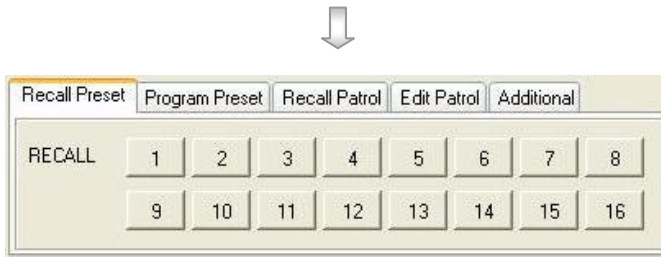 Recall Preset Program Preset Recall Patrol Edit Patrol Additional
RECALL 1 2 3 4 5 6 7 8
9 10 11 12 13 14 15 16